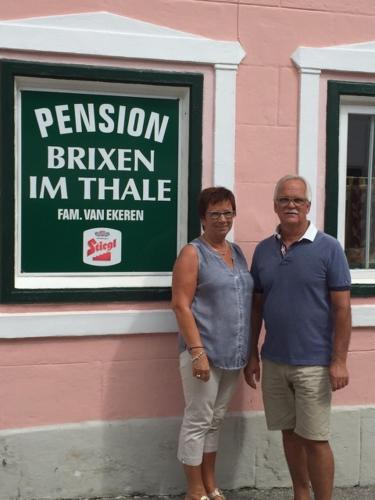 PENSION
BRIXEN
IM THALE
FAM. VAN EKEREN
Stiegl